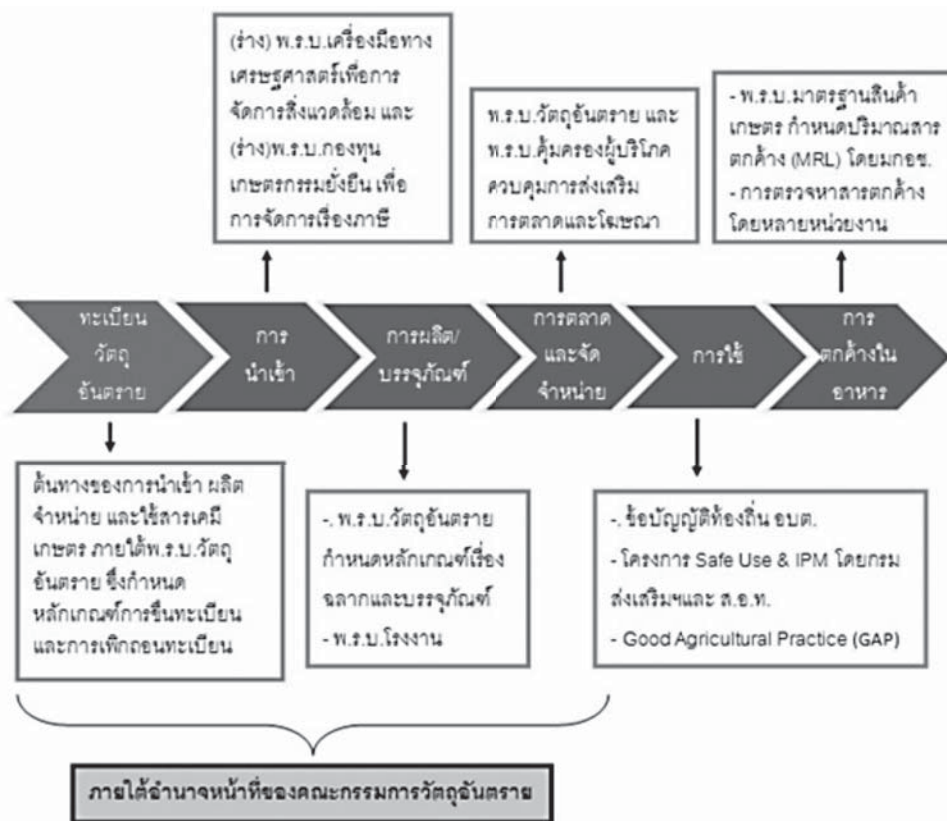 (ร่าง) พ.ร.บ.เครื่องมือทาง
เศรษฐศาสตร์เพื่อการ
จัดการสิ่งแวดล้อม และ
(ร่าง)พ.ร.บ.กองทุน
เกษตรกรรมยั่งยืน เพื่อ
การจัดการเรื่องภาษี
พ.ร.บ.วัตถุอันตราย และ
พ.ร.บ.คุ้มครองผู้บริโภค
ควบคุมการส่งเสริม
การตลาดและโฆษณา
- พ.ร.บ.มาตรฐานสินค้า
เกษตร กำหนดปริมาณสาร
ตกค้าง (MRL) โดยมกอช.
- การตรวจหาสารตกค้าง
โดยหลายหน่วยงาน
ทะเบียน
วัตถุ
อันตราย
การ
นำเข้า
การผลิต/
บรรจุภัณฑ์
การตลาด
และจัด
จำหน่าย
การใช้
การ
ตกค้างใน
อาหาร
ต้นทางของการนำเข้า ผลิต
จำหน่าย และใช้สารเคมี
เกษตร ภายใต้พ.ร.บ.วัตถุ
อันตราย ซึ่งกำหนด
หลักเกณฑ์การขึ้นทะเบียน
และการเพิกถอนทะเบียน
-. พ.ร.บ.วัตถุอันตราย
กำหนดหลักเกณฑ์เรื่อง
ฉลากและบรรจุภัณฑ์
- พ.ร.บ.โรงงาน
-. ข้อบัญญัติท้องถิ่น อบต.
- โครงการ Safe Use & IPM โดยกรม
ส่งเสริมฯและ ส.อ.ท.
- Good Agricultural Practice (GAP)
ภายใต้อำนาจหน้าที่ของคณะกรรมการวัตถุอันตราย